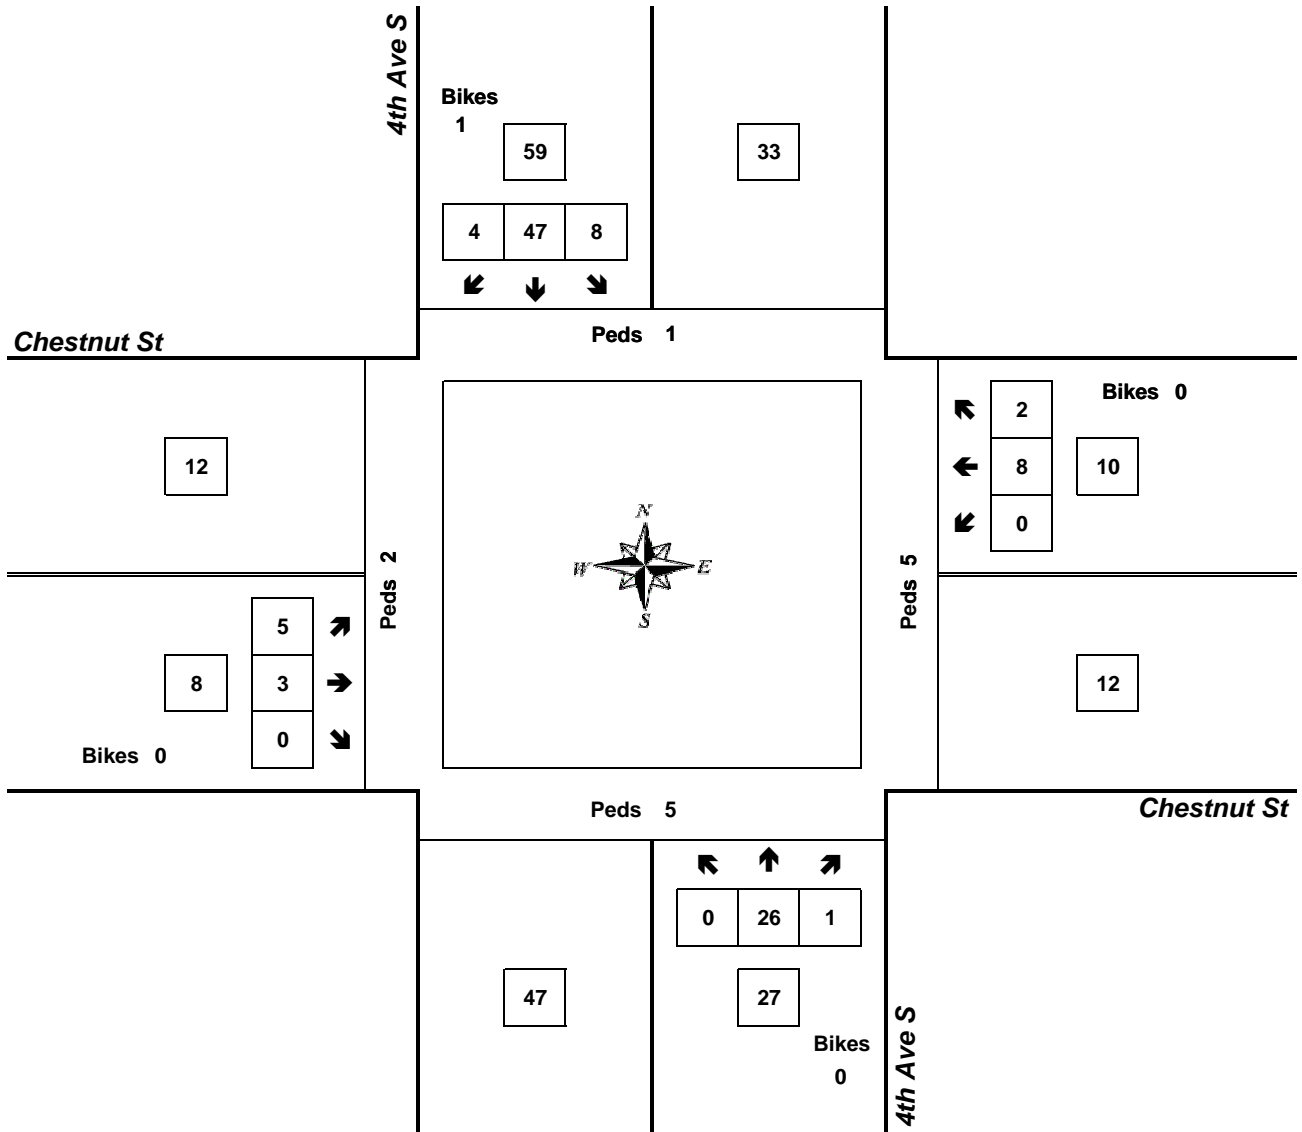 4th Ave S
Bikes
1
59
33
4 47 8
Peds 1
Chestnut St
2
Bikes 0
12
8
10
0
N
W E
S
Peds 2
Peds 5
5
8
3
12
0
Bikes 0
Peds 5
Chestnut St
0 26 1
47
27
Bikes
0
4th Ave S